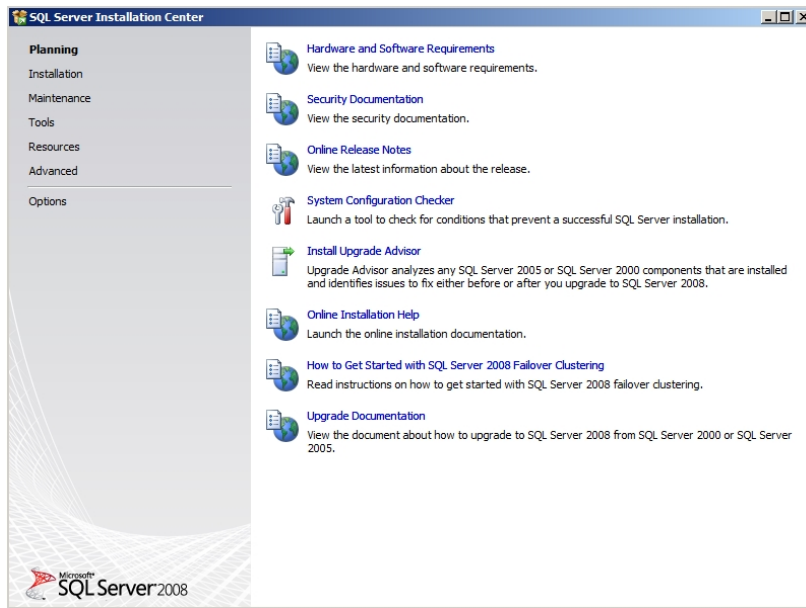 SQL Server Installation Center
Planning
Installation
Maintenance
Tools
Resources
Advanced
Options
Hardware and Software Requirements
View the hardware and software requirements.
Security Documentation
View the security documentation.
Online Release Notes
View the latest information about the release.
System Configuration Checker
Launch a tool to check for conditions that prevent a successful SQL Server installation.
Install Upgrade Advisor
Upgrade Advisor analyzes any SQL Server 2005 or SQL Server 2000 components that are installed
and identifies issues to fix either before or after you upgrade to SQL Server 2008.
Online Installation Help
Launch the online installation documentation.
How to Get Started with SQL Server 2008 Failover Clustering
Read instructions on how to get started with SQL Server 2008 failover clustering.
Upgrade Documentation
View the document about how to upgrade to SQL Server 2008 from SQL Server 2000 or SQL Server
2005.
Microsoft
SQL Server 2008